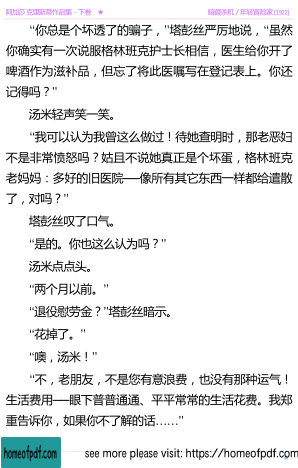 阿加莎.克里斯蒂作品集 - 下卷 ★ 暗藏杀机／年轻冒险家 (1922)
“你总是个坏透了的骗子，”塔彭丝严厉地说，“虽然
你确实有一次说服格林班克护士长相信，医生给你开了
啤酒作为滋补品，但忘了将此医嘱写在登记表上。你还
记得吗？”
汤米轻声笑一笑。
“我可以认为我曾这么做过！待她查明时，那老恶妇
不是非常愤怒吗？姑且不说她真正是个坏蛋，格林班克
老妈妈：多好的旧医院──像所有其它东西一样都给遣散
了，对吗？”
塔彭丝叹了口气。
“是的。你也这么认为吗？”
汤米点点头。
“两个月以前。”
“退役慰劳金？”塔彭丝暗示。
“花掉了。”
“噢，汤米！”
“不，老朋友，不是您有意浪费，也没有那种运气！
生活费用──眼下普普通通、平平常常的生活花费。我郑
重告诉你，如果你不了解的话……”
homeofpdf.com see more please visit: https://homeofpdf.com